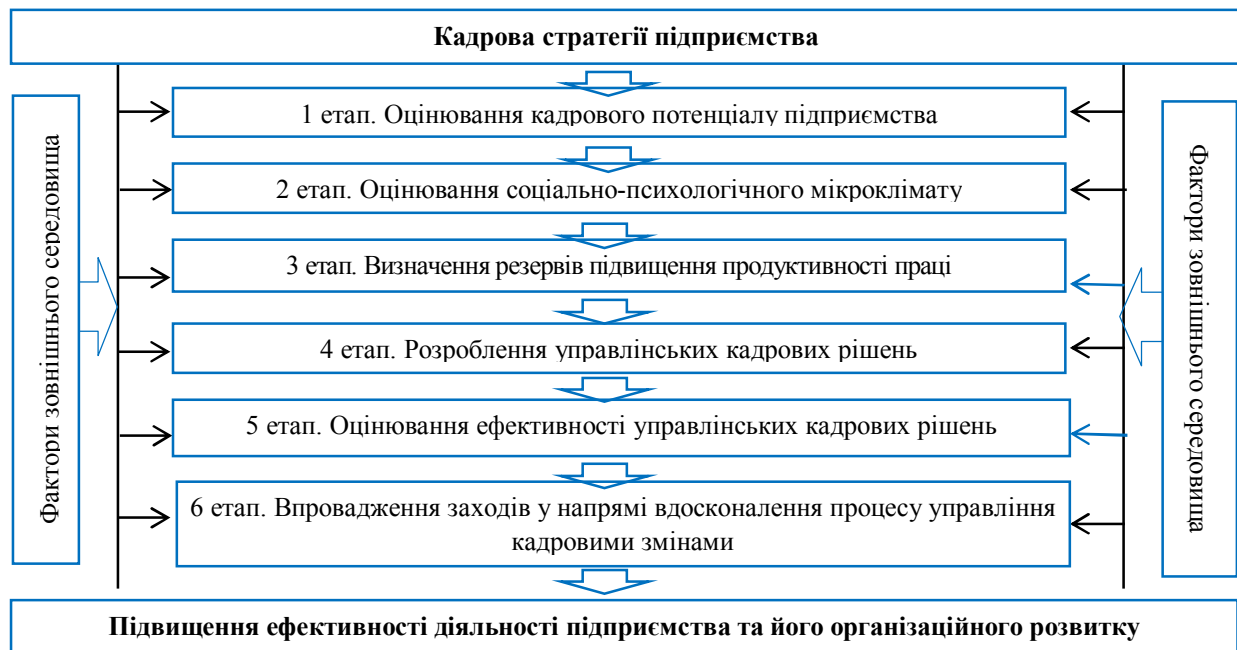 Кадрова стратегії підприємства
Фактори зовнішнього середовища
1 етап. Оцінювання кадрового потенціалу підприємства
2 етап. Оцінювання соціально-психологічного мікроклімату
3 етап. Визначення резервів підвищення продуктивності праці
4 етап. Розроблення управлінських кадрових рішень
5 етап. Оцінювання ефективності управлінських кадрових рішень
6 етап. Впровадження заходів у напрямі вдосконалення процесу управління
кадровими змінами
Фактори зовнішнього середовища
Підвищення ефективності діяльності підприємства та його організаційного розвитку